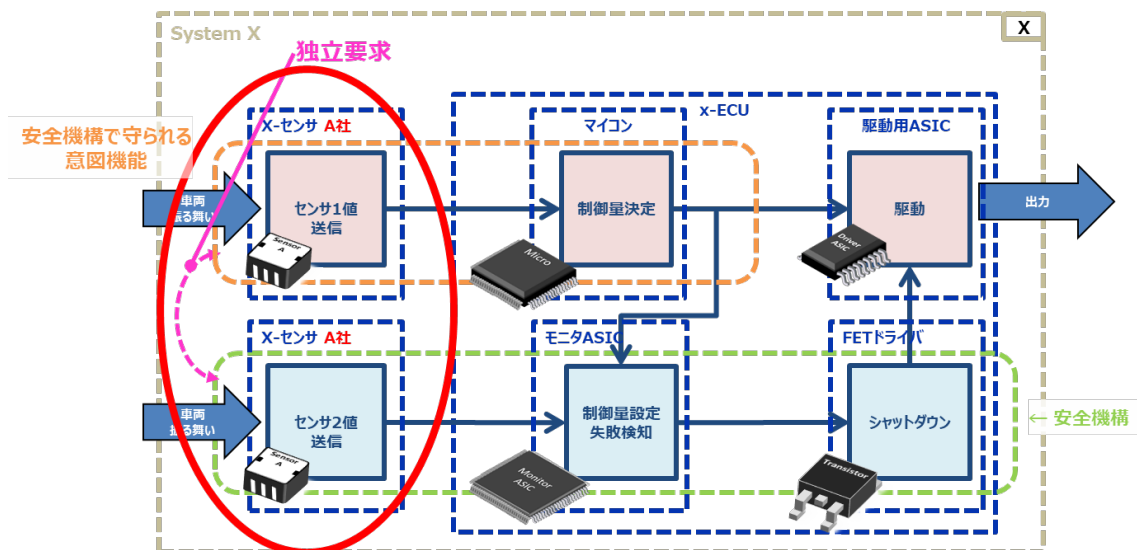 System X
X
独立要求
x-ECU
安全機構で守られる
意図機能
X-センサ A社
マイコン
駆動用ASIC
車両
振る舞い
センサ1値
送信
制御量決定
駆動
出力
Sensor
A
Micro
Driver
ASIC
X-センサ A社
モニタASIC
FETドライバ
車両
振る舞い
センサ2値
送信
制御量設定
失敗検知
シャットダウン
← 安全機構
Sensor
A
Monitor
ASIC
Transistor